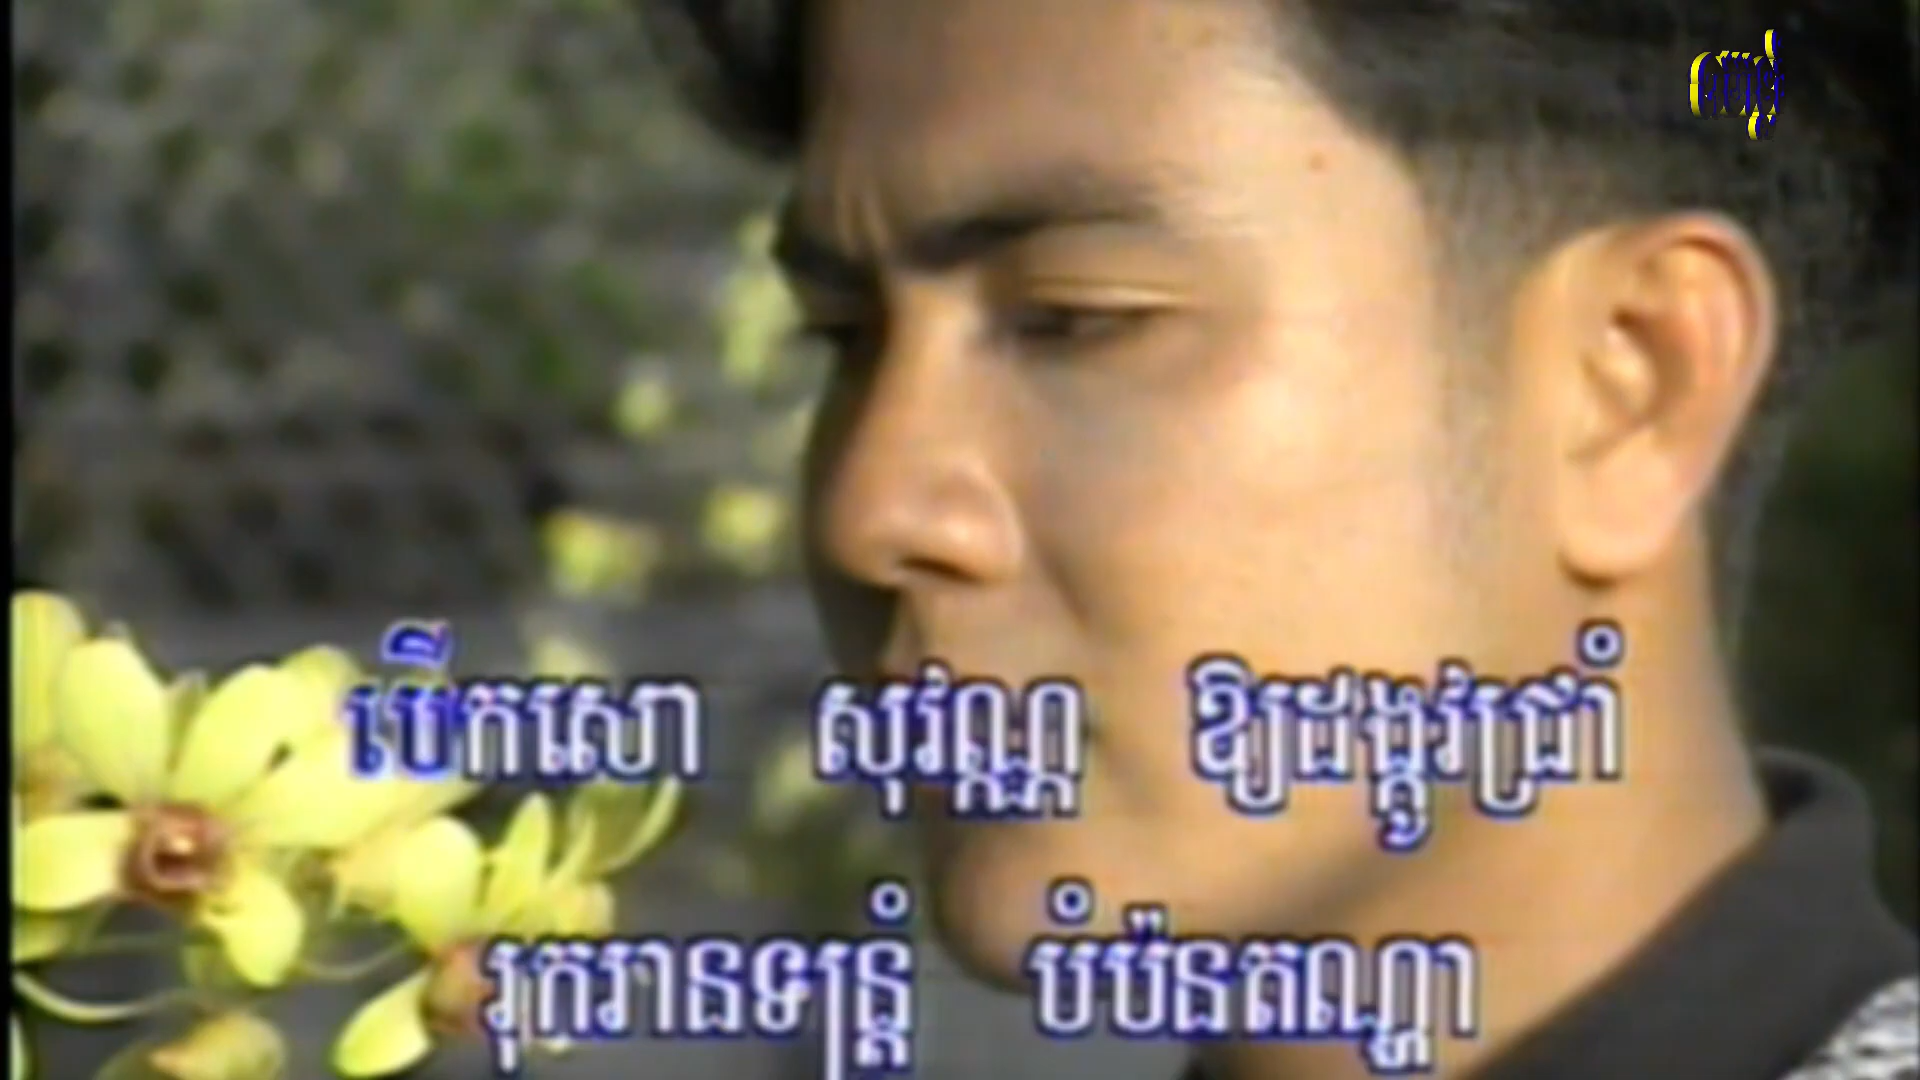 បើកសោ សុវណ្ណ ឱ្យដង្គូវជ្រាំ
រុករានទន្ទ្រំ បំប៉នតណ្ហា